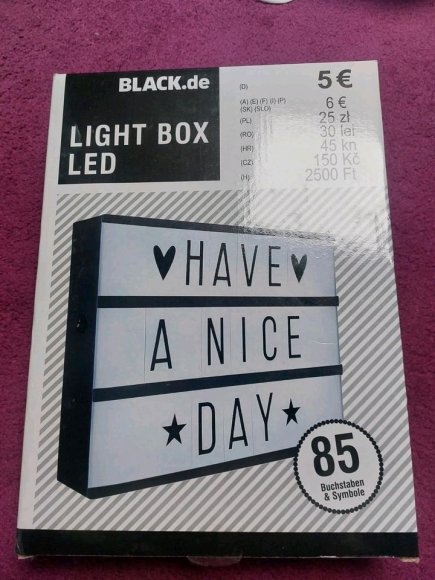 BLACK.de
LIGHT BOX
LED
(D) 5 €
(A) (E) (F) (I) (P)
(SK) (SLO) 6 €
(PL) 25 zł
(RO) 30 lei
(HR) 45 kn
(CZ) 150 Kč
(H) 2500 Ft
♥HAVE♥
A NICE
★DAY★
85
Buchstaben
& Symbole